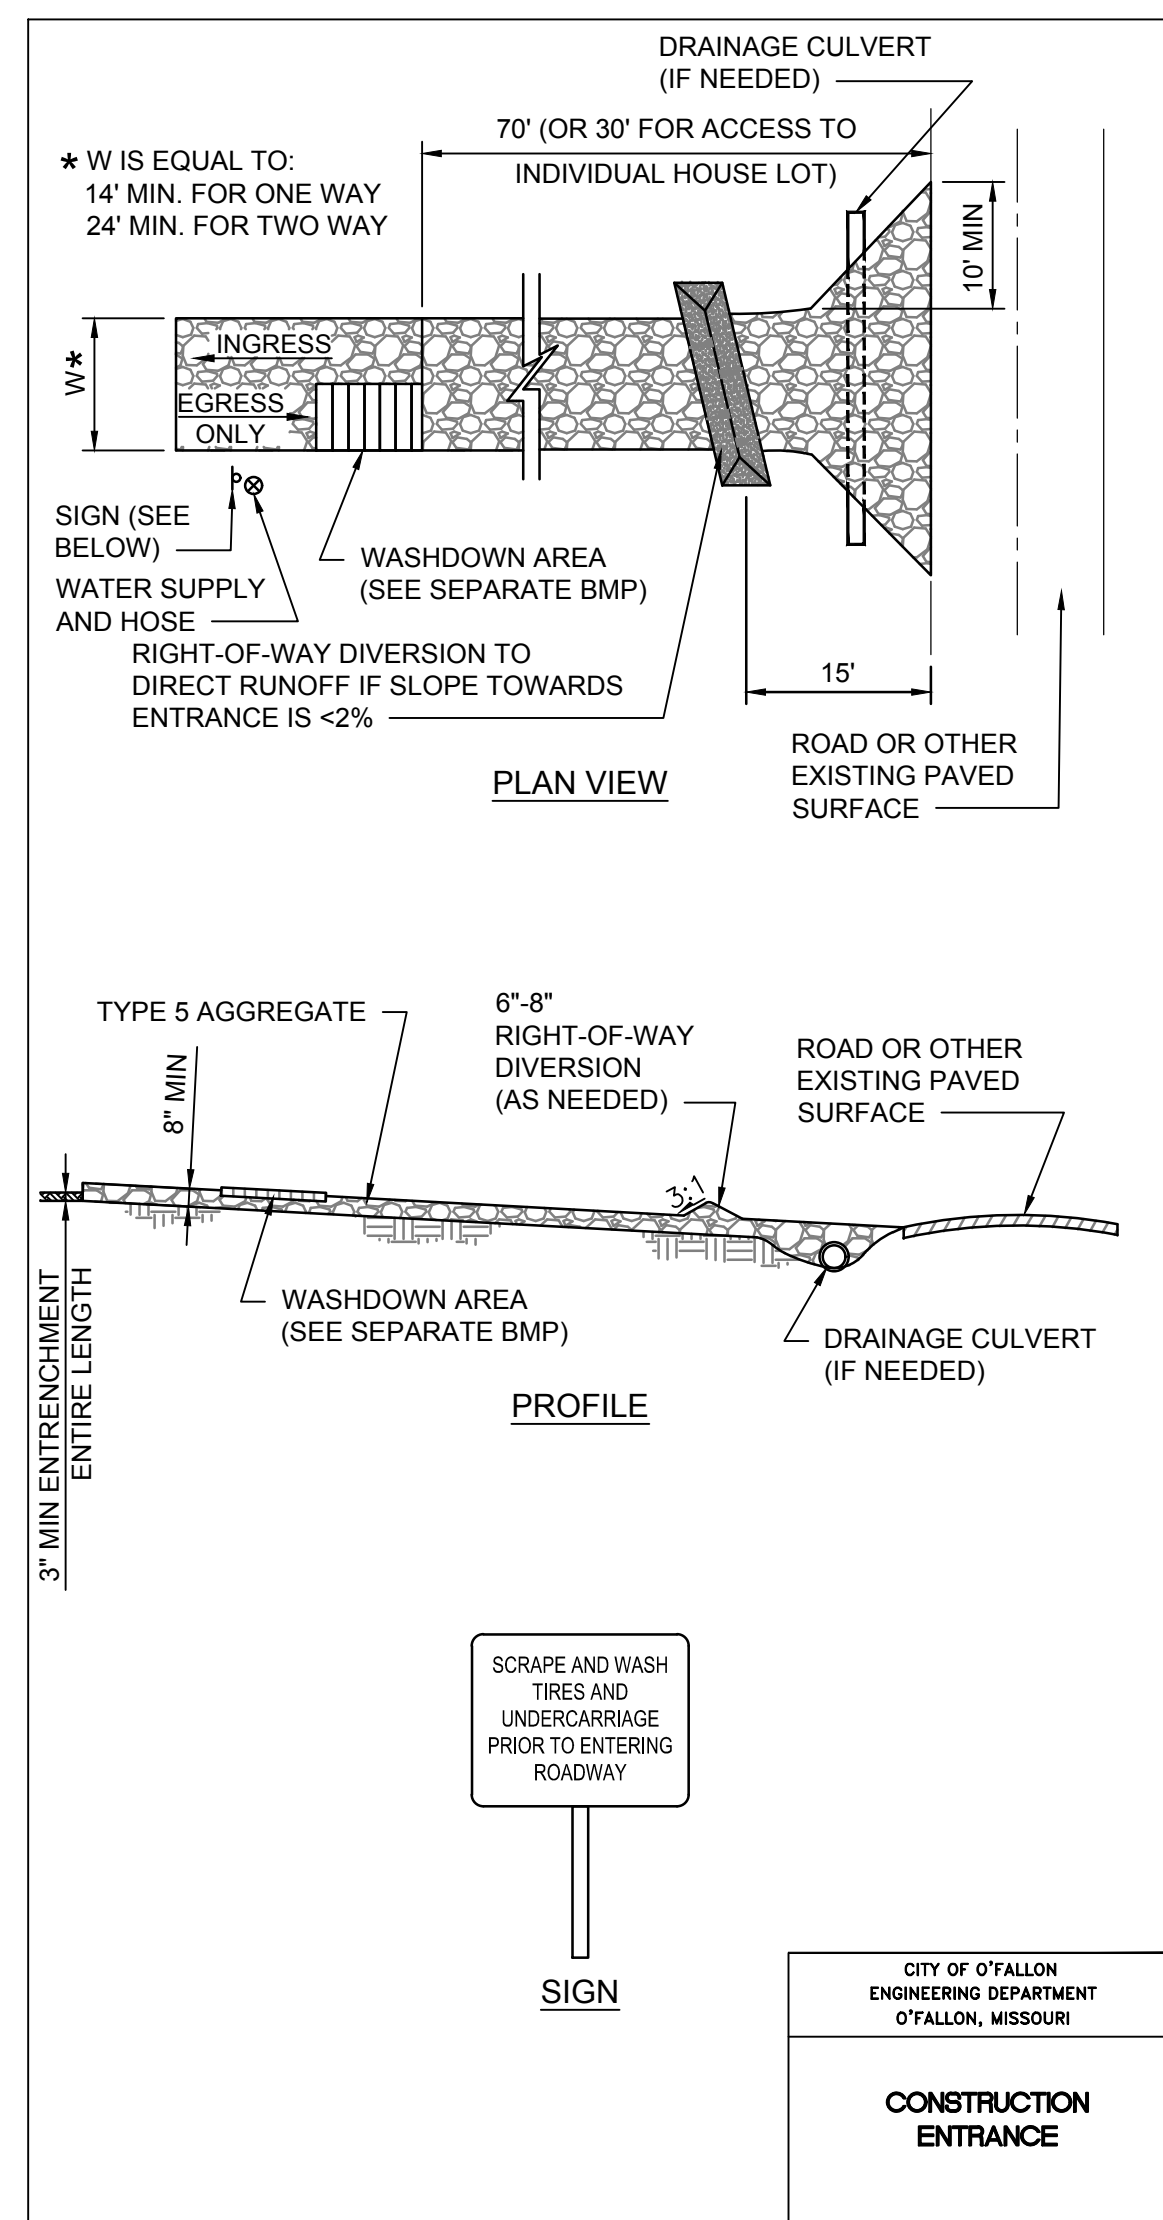 DRAINAGE CULVERT
(IF NEEDED)
70' (OR 30' FOR ACCESS TO
INDIVIDUAL HOUSE LOT)
* W IS EQUAL TO:
14' MIN. FOR ONE WAY
24' MIN. FOR TWO WAY
10' MIN
W*
INGRESS
EGRESS
ONLY
SIGN (SEE
BELOW)
WATER SUPPLY
AND HOSE
WASHDOWN AREA
(SEE SEPARATE BMP)
RIGHT-OF-WAY DIVERSION TO
DIRECT RUNOFF IF SLOPE TOWARDS
ENTRANCE IS <2%
15'
ROAD OR OTHER
EXISTING PAVED
SURFACE
PLAN VIEW
TYPE 5 AGGREGATE
8" MIN
6"-8"
RIGHT-OF-WAY
DIVERSION
(AS NEEDED)
ROAD OR OTHER
EXISTING PAVED
SURFACE
3:1
3" MIN ENTRENCHMENT
ENTIRE LENGTH
WASHDOWN AREA
(SEE SEPARATE BMP)
DRAINAGE CULVERT
(IF NEEDED)
PROFILE
SCRAPE AND WASH
TIRES AND
UNDERCARRIAGE
PRIOR TO ENTERING
ROADWAY
SIGN
CITY OF O'FALLON
ENGINEERING DEPARTMENT
O'FALLON, MISSOURI
CONSTRUCTION
ENTRANCE